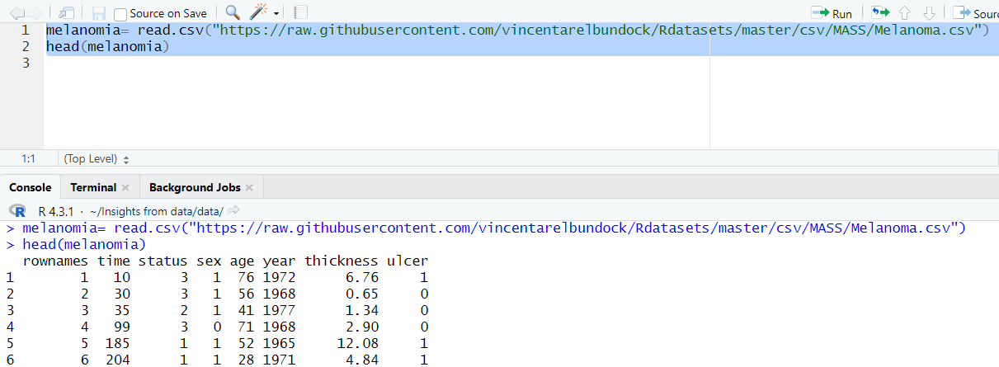 Source on Save Run Sour
1 melanomia= read.csv("https://raw.githubusercontent.com/vincentarelbundock/Rdatasets/master/csv/MASS/Melanoma.csv")
2 head(melanomia)
3
1:1 (Top Level)
Console Terminal Background Jobs
R R 4.3.1 · ~/Insights from data/data/
> melanomia= read.csv("https://raw.githubusercontent.com/vincentarelbundock/Rdatasets/master/csv/MASS/Melanoma.csv")
> head(melanomia)
rownames time status sex age year thickness ulcer
1 1 10 3 1 76 1972 6.76 1
2 2 30 3 1 56 1968 0.65 0
3 3 35 2 1 41 1977 1.34 0
4 4 99 3 0 71 1968 2.90 0
5 5 185 1 1 52 1965 12.08 1
6 6 204 1 1 28 1971 4.84 1